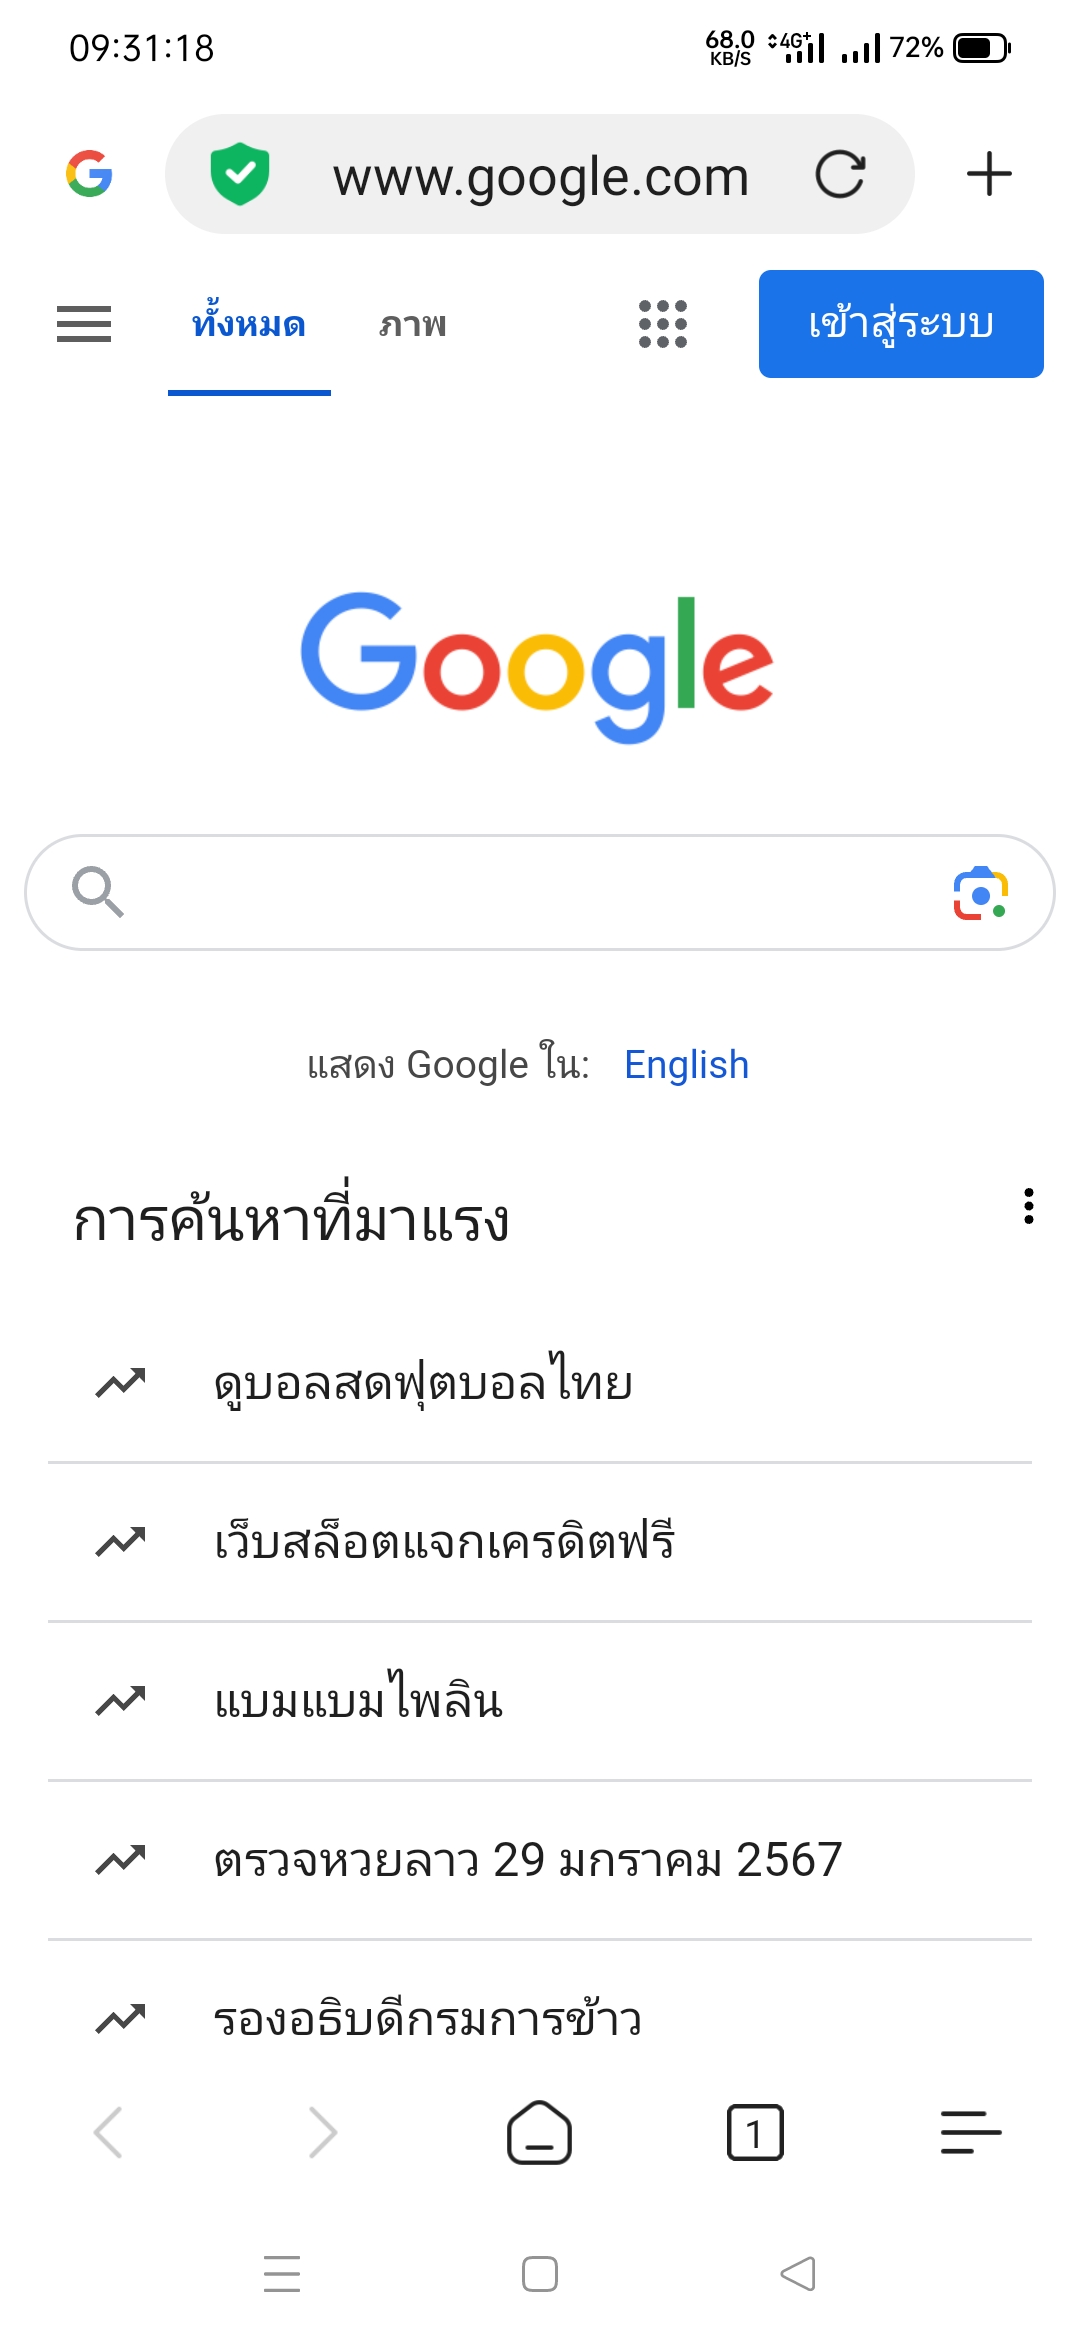 09:31:18
68.0 KB/S 4G+ 72%
www.google.com
ทั้งหมด ภาพ เข้าสู่ระบบ
Google
แสดง Google ใน: English
การค้นหาที่มาแรง
ดูบอลสดฟุตบอลไทย
เว็บสล็อตแจกเครดิตฟรี
แบมแบมไพลิน
ตรวจหวยลาว 29 มกราคม 2567
รองอธิบดีกรมการข้าว
1